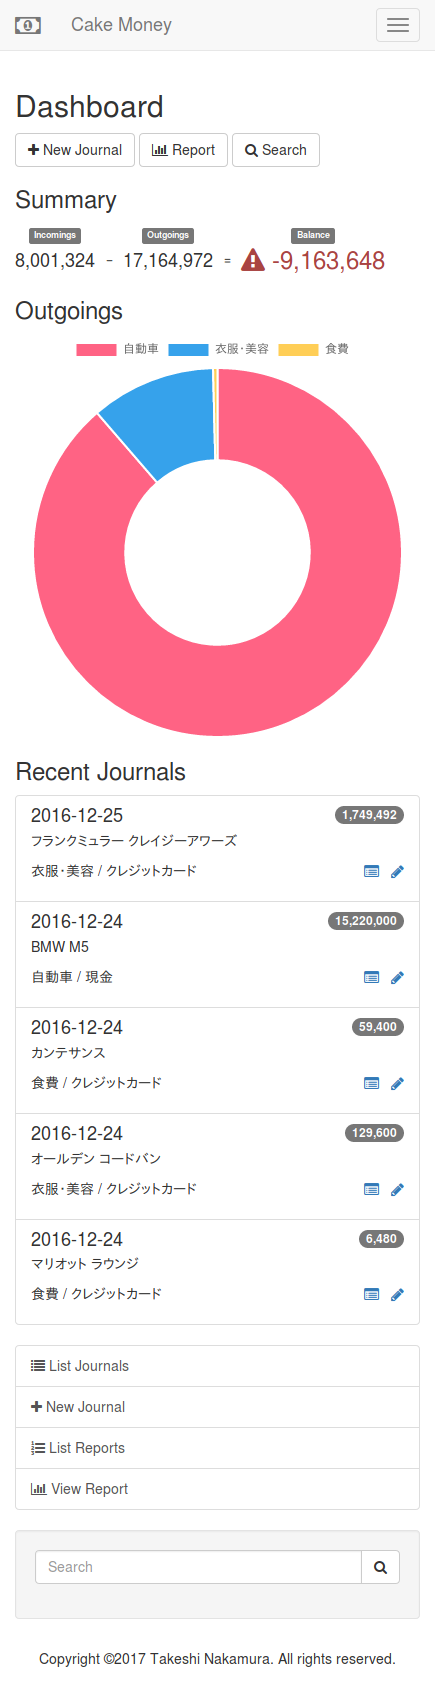 Cake Money
Dashboard
New Journal Report Search
Summary
Incomings Outgoings Balance
8,001,324 − 17,164,972 = -9,163,648
Outgoings
自動車 衣服・美容 食費
Recent Journals
2016-12-25 1,749,492
フランクミュラー クレイジーアワーズ
衣服・美容 / クレジットカード
2016-12-24 15,220,000
BMW M5
自動車 / 現金
2016-12-24 59,400
カンテサンス
食費 / クレジットカード
2016-12-24 129,600
オールデン コードバン
衣服・美容 / クレジットカード
2016-12-24 6,480
マリオット ラウンジ
食費 / クレジットカード
List Journals
New Journal
List Reports
View Report
Search
Copyright ©2017 Takeshi Nakamura. All rights reserved.